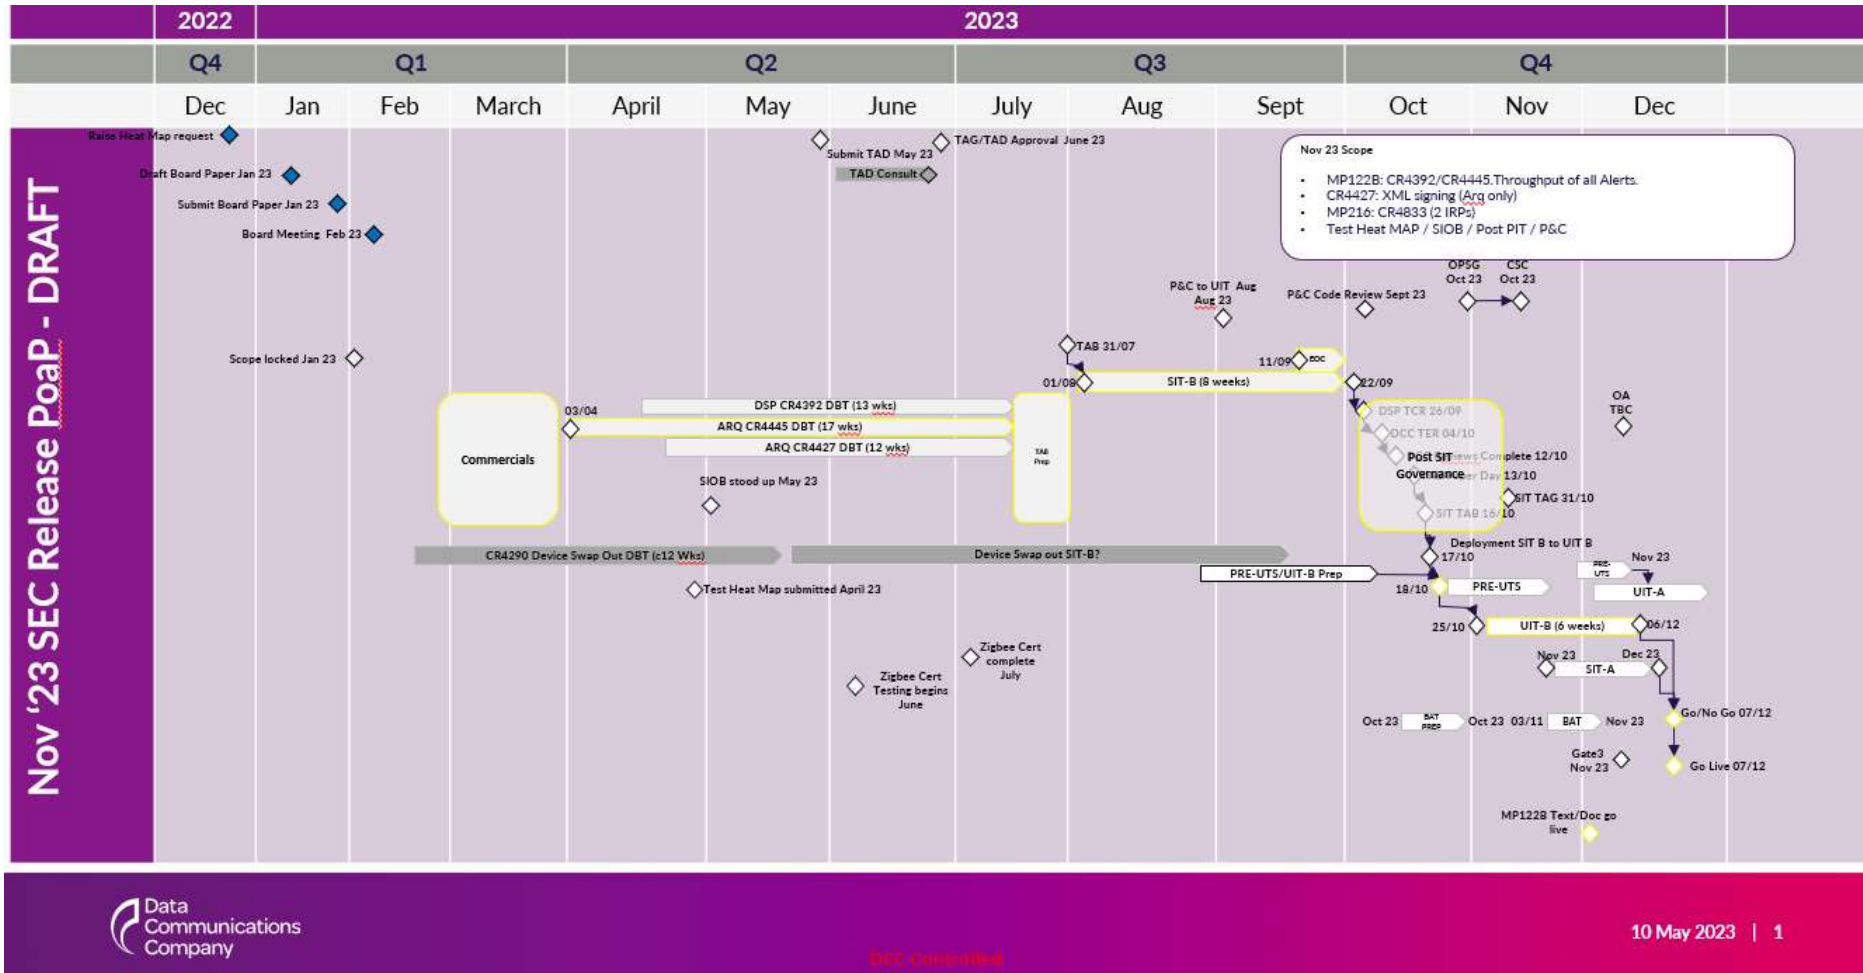 2022
2023
Q4
Q1
Q2
Q3
Q4
Dec
Jan
Feb
March
April
May
June
July
Aug
Sept
Oct
Nov
Dec
Nov ‘23 SEC Release PoaP - DRAFT
Raise Heat Map request
Draft Board Paper Jan 23
Submit Board Paper Jan 23
Board Meeting Feb 23
Scope locked Jan 23
Submit TAD May 23
TAG/TAD Approval June 23
TAD Consult
Nov 23 Scope
• MP122B: CR4392/CR4445.Throughput of all Alerts.
• CR4427: XML signing (Arq only)
• MP216: CR4833 (2 IRPs)
• Test Heat MAP / SIOB / Post PIT / P&C
OPSG
Oct 23
CSC
Oct 23
P&C to UIT Aug
Aug 23
P&C Code Review Sept 23
TAB 31/07
11/09
EOC
01/08
SIT-B (8 weeks)
22/09
Commercials
03/04
DSP CR4392 DBT (13 wks)
ARQ CR4445 DBT (17 wks)
ARQ CR4427 DBT (12 wks)
TAB
Prep
DSP TCR 26/09
DCC TER 04/10
Post SIT
Governance
Complete 12/10
Day 13/10
SIT TAG 31/10
SIT TAB 16/10
OA
TBC
SIOB stood up May 23
CR4290 Device Swap Out DBT (c12 Wks)
Device Swap out SIT-B?
Deployment SIT B to UIT B
17/10
PRE-UTS/UIT-B Prep
Test Heat Map submitted April 23
18/10
PRE-UTS
PRE-
UTS
Nov 23
UIT-A
25/10
UIT-B (6 weeks)
06/12
Zigbee Cert
complete
July
Zigbee Cert
Testing begins
June
Nov 23
SIT-A
Dec 23
Oct 23
BAT
PREP
Oct 23
03/11
BAT
Nov 23
Go/No Go 07/12
Gate3
Nov 23
Go Live 07/12
MP122B Text/Doc go
live
Data
Communications
Company
DCC Controlled
10 May 2023 | 1